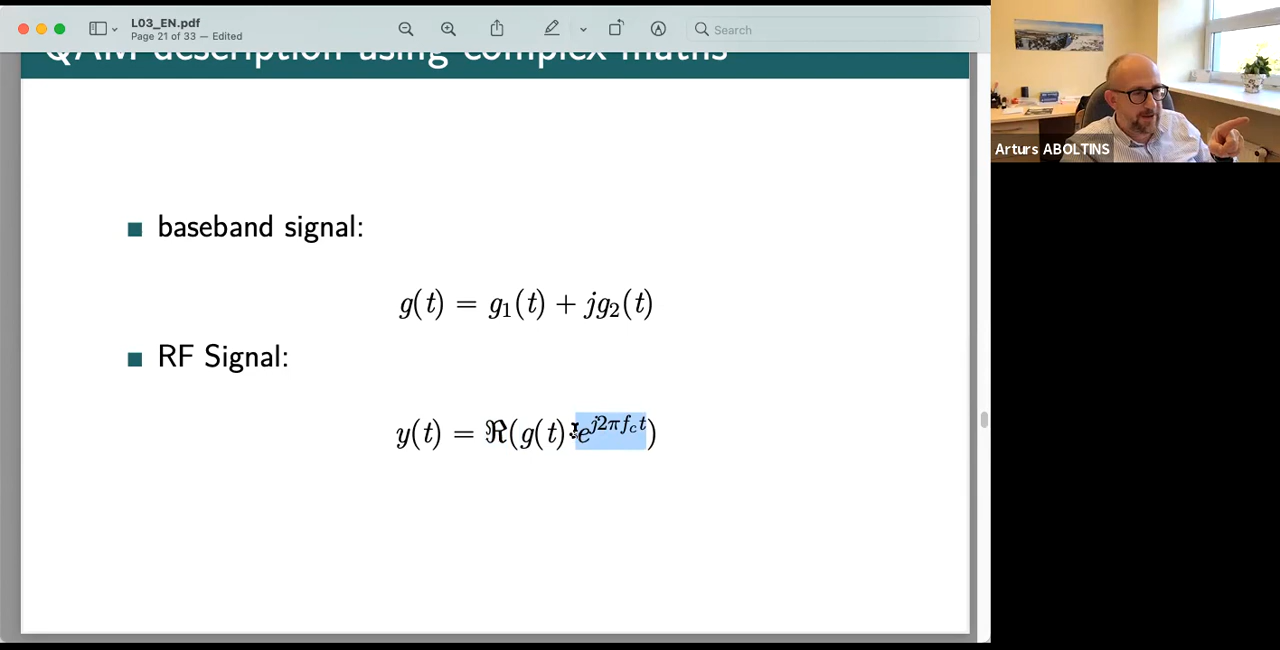 L03_EN.pdf
Page 21 of 33 — Edited
Search
QAM description using complex maths
baseband signal:
g(t) = g₁(t) + jg₂(t)
RF Signal:
y(t) = ℜ(g(t) · e^{j2πf_c t})
Arturs ABOLTINS